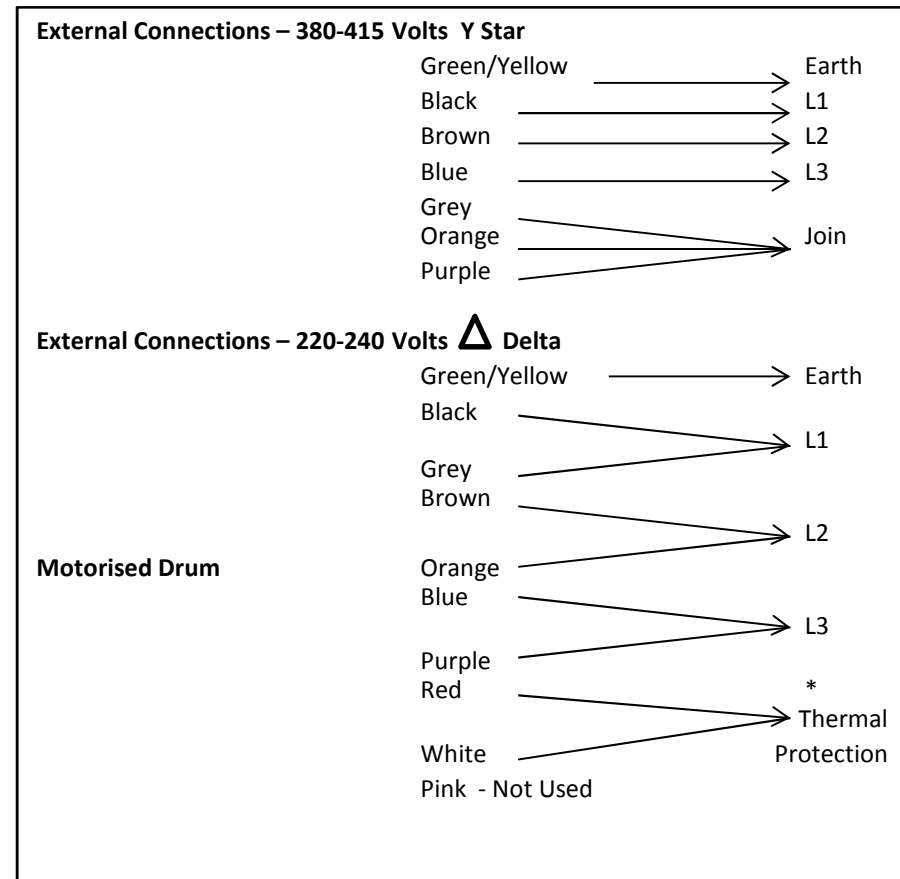 External Connections – 380-415 Volts Y Star
Green/Yellow Earth
Black L1
Brown L2
Blue L3
Grey
Orange Join
Purple
External Connections – 220-240 Volts Δ Delta
Green/Yellow Earth
Black
L1
Grey
Brown
L2
Motorised Drum Orange
Blue
L3
Purple
Red *
Thermal
White Protection
Pink - Not Used